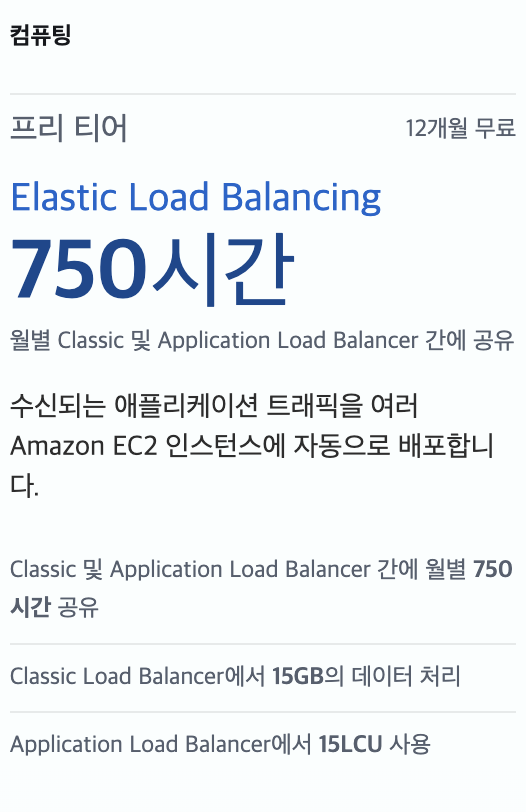 컴퓨팅
프리 티어
12개월 무료
Elastic Load Balancing
750시간
월별 Classic 및 Application Load Balancer 간에 공유
수신되는 애플리케이션 트래픽을 여러
Amazon EC2 인스턴스에 자동으로 배포합니
다.
Classic 및 Application Load Balancer 간에 월별 750
시간 공유
Classic Load Balancer에서 15GB의 데이터 처리
Application Load Balancer에서 15LCU 사용